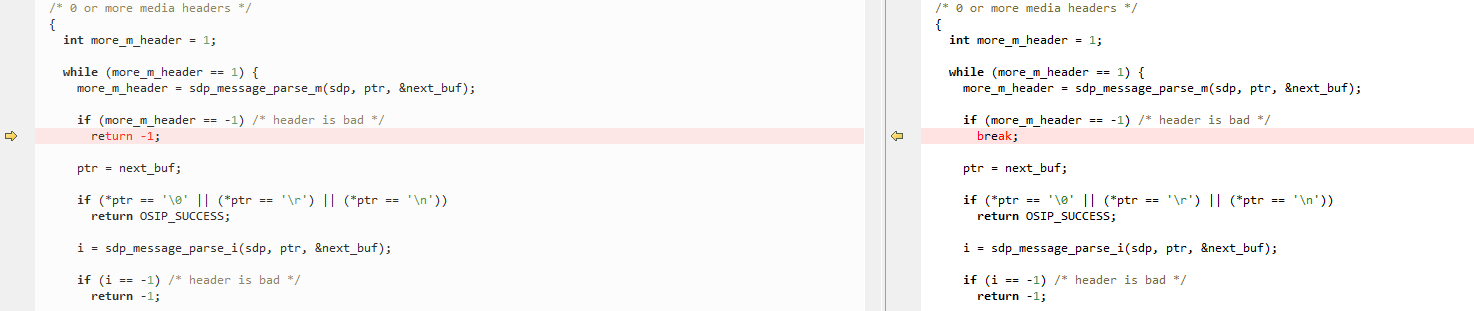 /* 0 or more media headers */
{
int more_m_header = 1;
while (more_m_header == 1) {
more_m_header = sdp_message_parse_m(sdp, ptr, &next_buf);
if (more_m_header == -1) /* header is bad */
return -1;
ptr = next_buf;
if (*ptr == '\0' || (*ptr == '\r') || (*ptr == '\n'))
return OSIP_SUCCESS;
i = sdp_message_parse_i(sdp, ptr, &next_buf);
if (i == -1) /* header is bad */
return -1;
/* 0 or more media headers */
{
int more_m_header = 1;
while (more_m_header == 1) {
more_m_header = sdp_message_parse_m(sdp, ptr, &next_buf);
if (more_m_header == -1) /* header is bad */
break;
ptr = next_buf;
if (*ptr == '\0' || (*ptr == '\r') || (*ptr == '\n'))
return OSIP_SUCCESS;
i = sdp_message_parse_i(sdp, ptr, &next_buf);
if (i == -1) /* header is bad */
return -1;